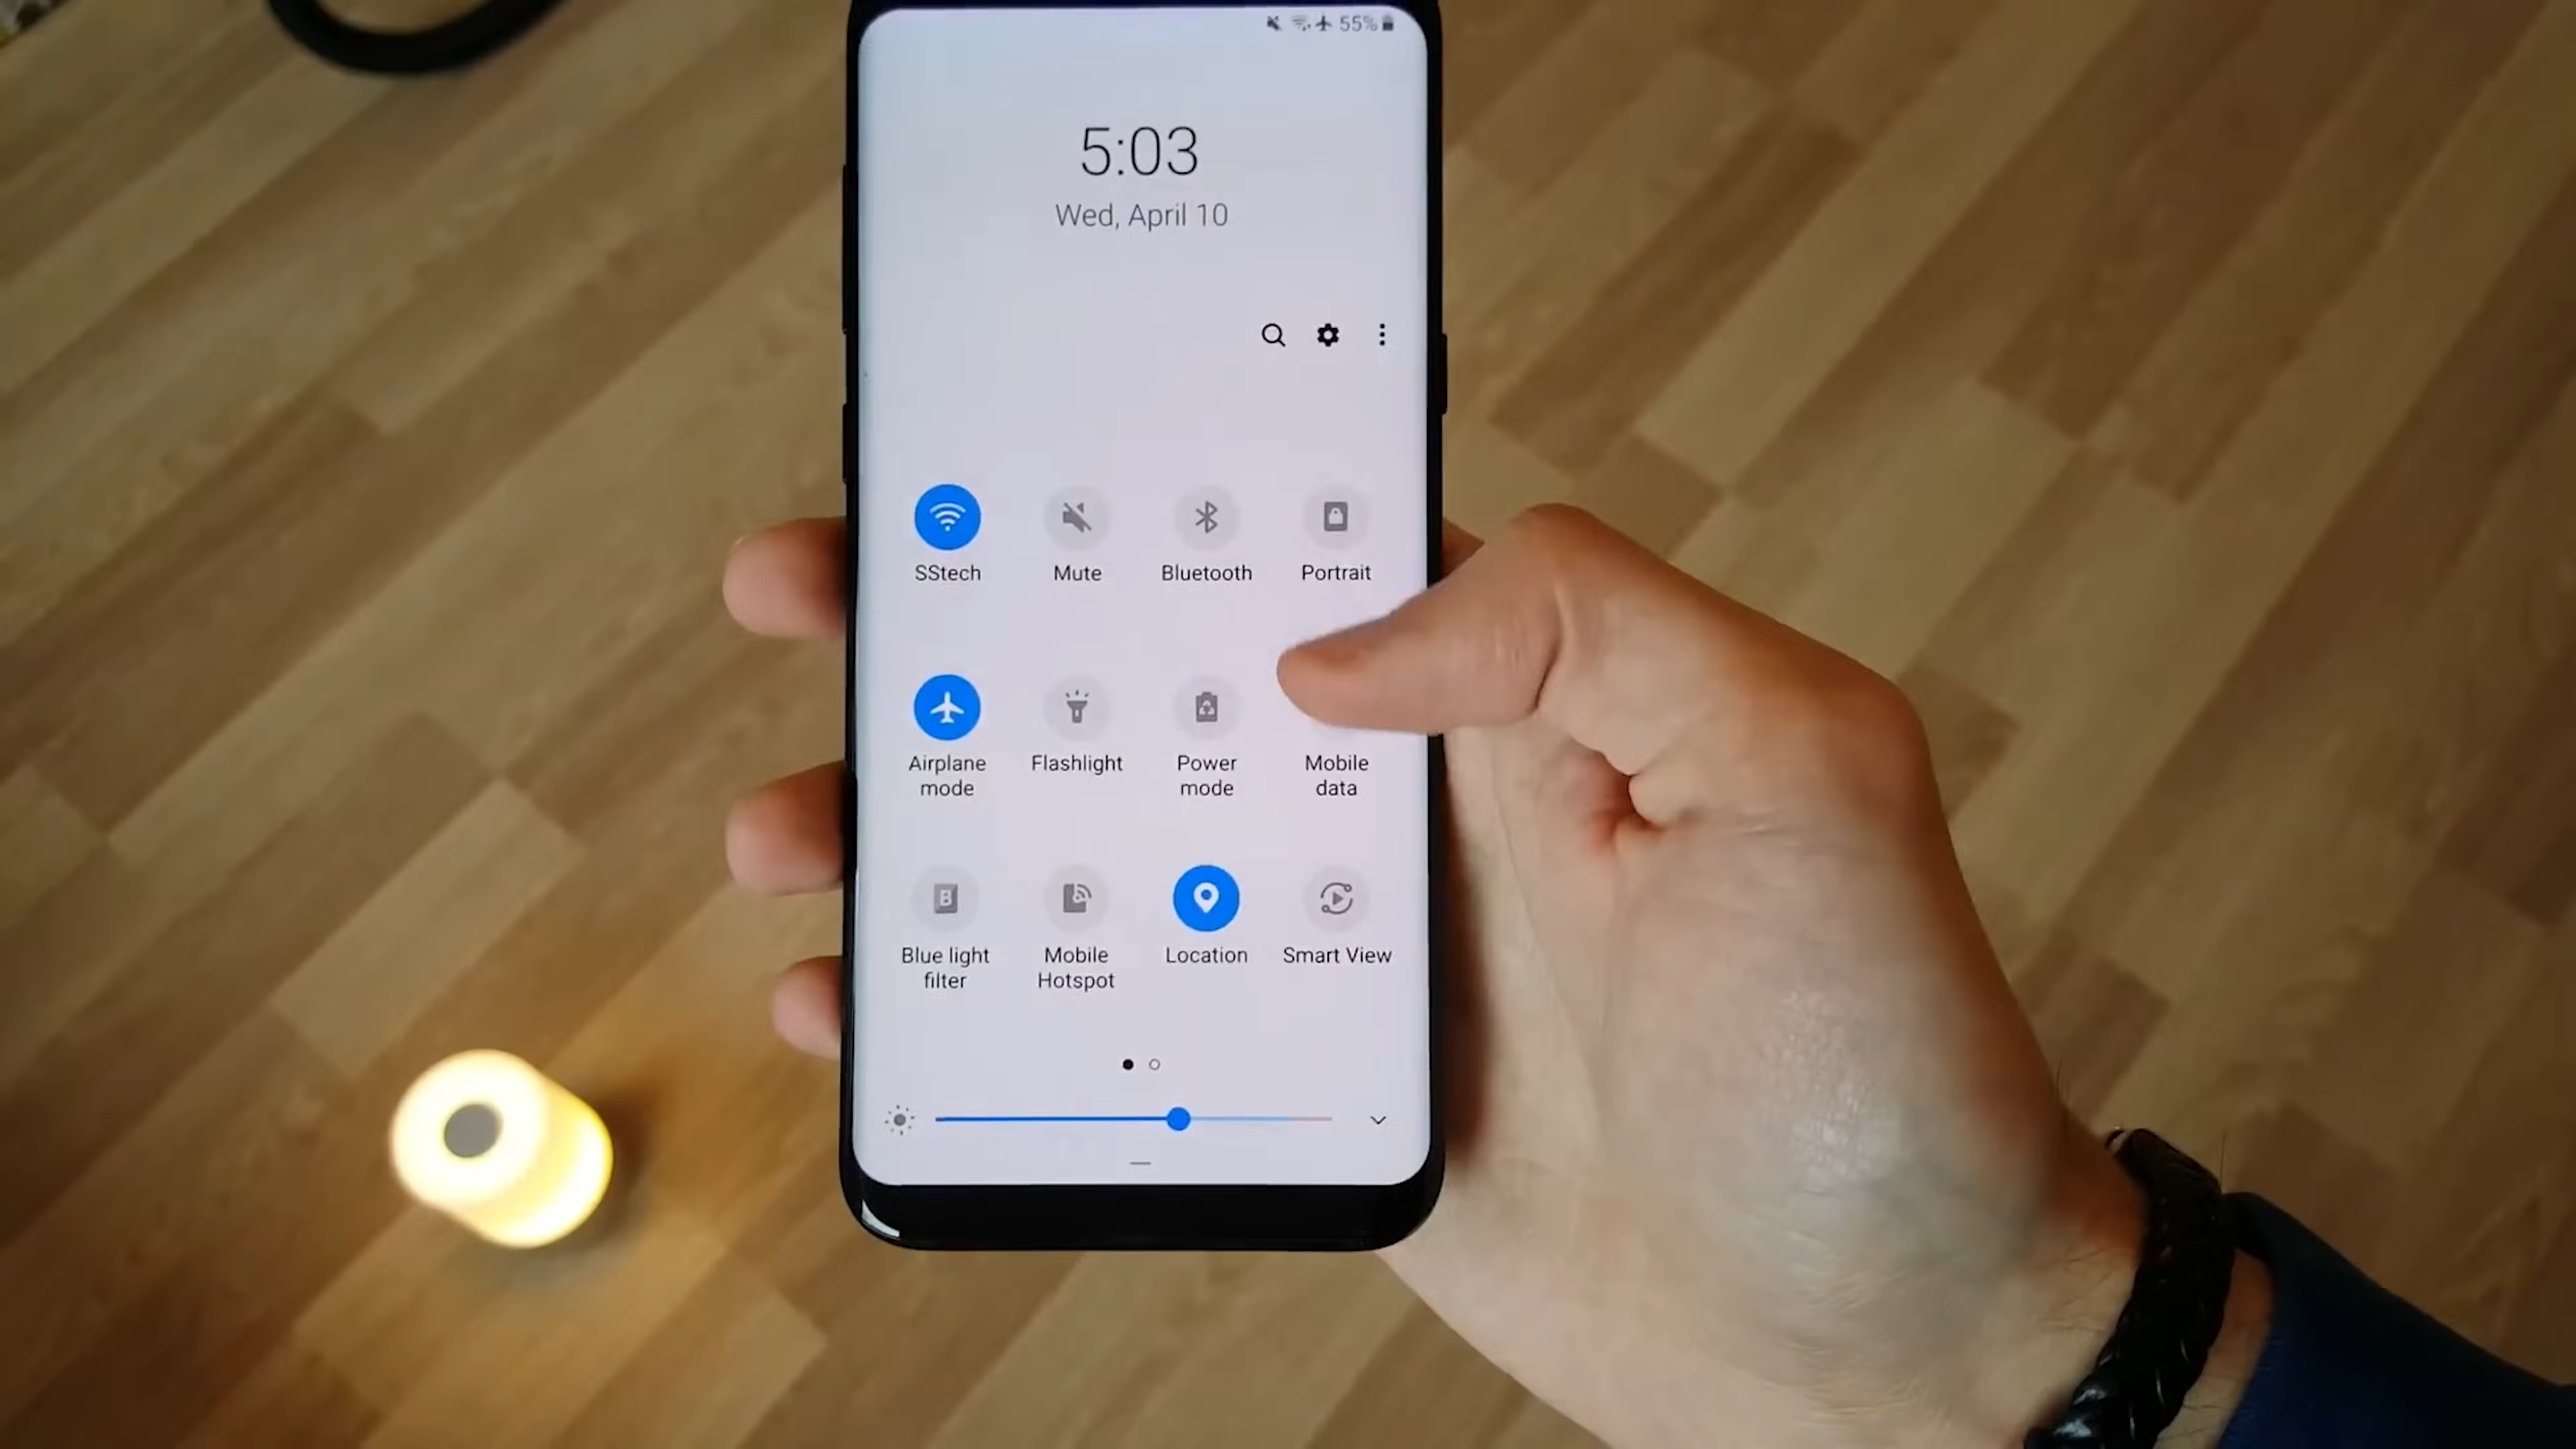 55%
5:03
Wed, April 10
SStech
Mute
Bluetooth
Portrait
Airplane
mode
Flashlight
Power
mode
Mobile
data
Blue light
filter
Mobile
Hotspot
Location
Smart View